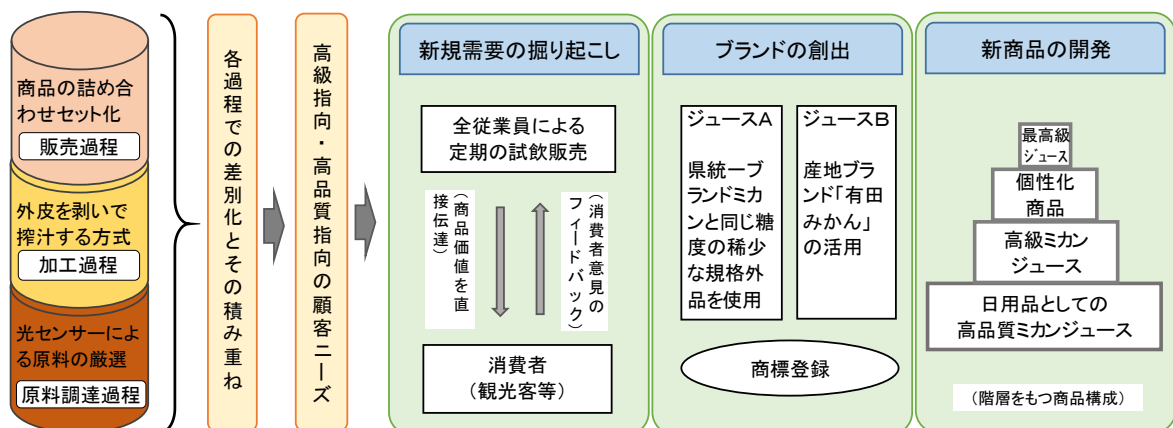 商品の詰め合
わせセット化
販売過程
外皮を剥いで
搾汁する方式
加工過程
光センサーによ
る原料の厳選
原料調達過程
各過程での差別化とその積み重ね
高級指向・高品質指向の顧客ニーズ
新規需要の掘り起こし
全従業員による
定期の試飲販売
(商品価値を直
接伝達)
(消費者意見の
フィードバック)
消費者
(観光客等)
ブランドの創出
ジュースA
県統一ブ
ランドミカ
ンと同じ糖
度の稀少
な規格外
品を使用
ジュースB
産地ブラ
ンド「有田
みかん」
の活用
商標登録
新商品の開発
最高級
ジュース
個性化
商品
高級ミカン
ジュース
日用品としての
高品質ミカンジュース
(階層をもつ商品構成)